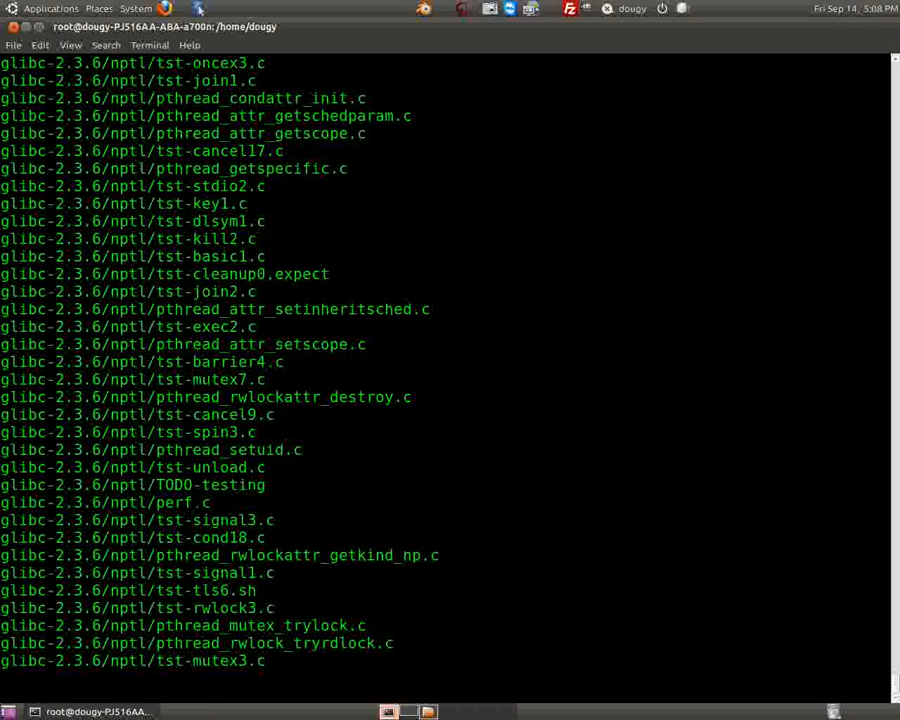 Applications Places System dougy Fri Sep 14, 5:08 PM
root@dougy-PJ516AA-ABA-a700n: /home/dougy
File Edit View Search Terminal Help
glibc-2.3.6/nptl/tst-oncex3.c
glibc-2.3.6/nptl/tst-join1.c
glibc-2.3.6/nptl/pthread_condattr_init.c
glibc-2.3.6/nptl/pthread_attr_getschedparam.c
glibc-2.3.6/nptl/pthread_attr_getscope.c
glibc-2.3.6/nptl/tst-cancel17.c
glibc-2.3.6/nptl/pthread_getspecific.c
glibc-2.3.6/nptl/tst-stdio2.c
glibc-2.3.6/nptl/tst-key1.c
glibc-2.3.6/nptl/tst-dlsym1.c
glibc-2.3.6/nptl/tst-kill2.c
glibc-2.3.6/nptl/tst-basic1.c
glibc-2.3.6/nptl/tst-cleanup0.expect
glibc-2.3.6/nptl/tst-join2.c
glibc-2.3.6/nptl/pthread_attr_setinheritsched.c
glibc-2.3.6/nptl/tst-exec2.c
glibc-2.3.6/nptl/pthread_attr_setscope.c
glibc-2.3.6/nptl/tst-barrier4.c
glibc-2.3.6/nptl/tst-mutex7.c
glibc-2.3.6/nptl/pthread_rwlockattr_destroy.c
glibc-2.3.6/nptl/tst-cancel9.c
glibc-2.3.6/nptl/tst-spin3.c
glibc-2.3.6/nptl/pthread_setuid.c
glibc-2.3.6/nptl/tst-unload.c
glibc-2.3.6/nptl/TODO-testing
glibc-2.3.6/nptl/perf.c
glibc-2.3.6/nptl/tst-signal3.c
glibc-2.3.6/nptl/tst-cond18.c
glibc-2.3.6/nptl/pthread_rwlockattr_getkind_np.c
glibc-2.3.6/nptl/tst-signal1.c
glibc-2.3.6/nptl/tst-tls6.sh
glibc-2.3.6/nptl/tst-rwlock3.c
glibc-2.3.6/nptl/pthread_mutex_trylock.c
glibc-2.3.6/nptl/pthread_rwlock_tryrdlock.c
glibc-2.3.6/nptl/tst-mutex3.c
root@dougy-PJ516AA...